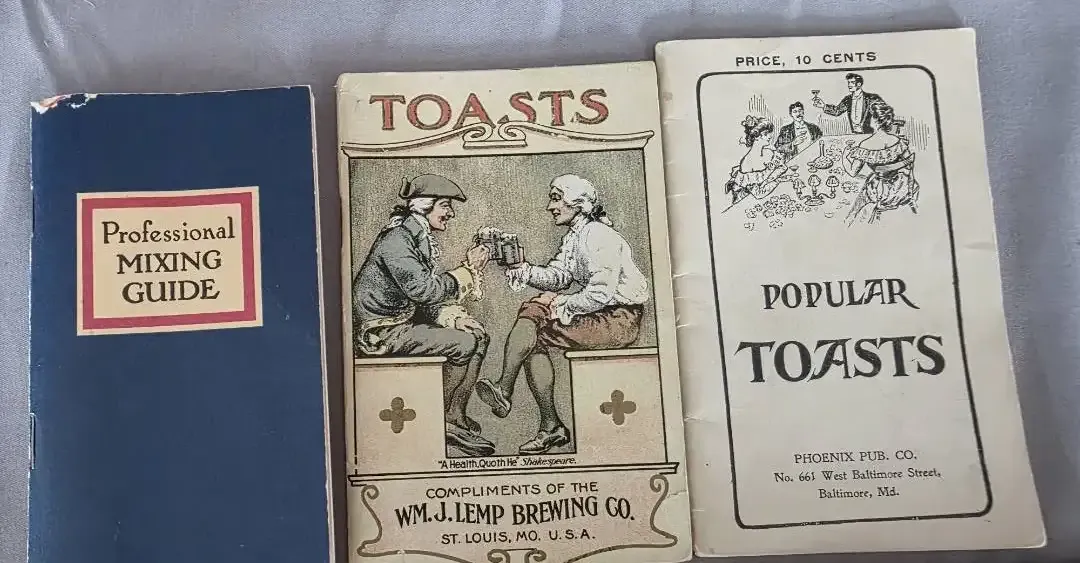 Professional
MIXING
GUIDE
TOASTS
"A Health, Quoth He" Shakespeare.
COMPLIMENTS OF THE
WM. J. LEMP BREWING CO.
ST. LOUIS, MO. U.S.A.
PRICE, 10 CENTS
POPULAR
TOASTS
PHOENIX PUB. CO.
No. 661 West Baltimore Street,
Baltimore, Md.